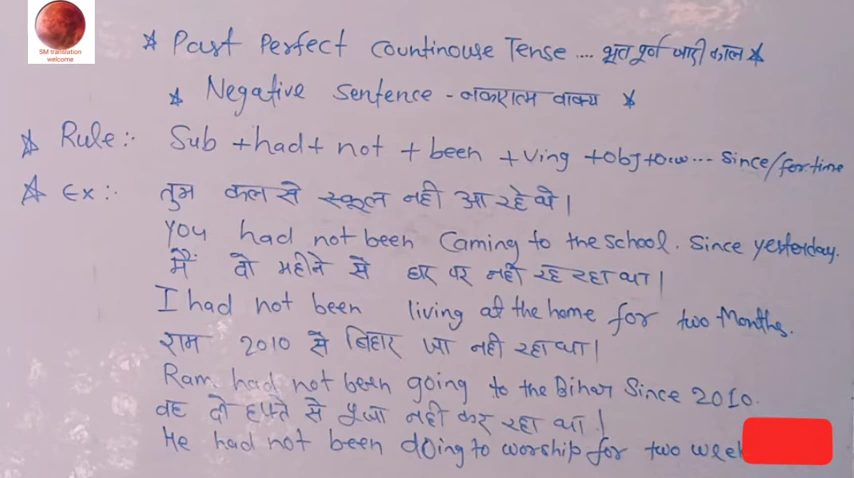 SM translation
welcome
☆ Past Perfect Countinouse Tense .... भूत पूर्ण जारी काल ☆
☆ Negative Sentence - नकारात्म वाक्य ☆
☆ Rule:- Sub + had + not + been + Ving + obj + o.w... Since/for time
☆ Ex:- तुम कल से स्कूल नही आ रहे थे।
You had not been Caming to the School. Since yesterday.
मैं दो महीने से घर पर नही रह रहा था।
I had not been living at the home for two Months.
राम 2010 से बिहार जा नही रहा था।
Ram had not been going to the Bihar Since 2010.
वह दो हफ्ते से पूजा नही कर रहा था।
He had not been doing to worship for two week